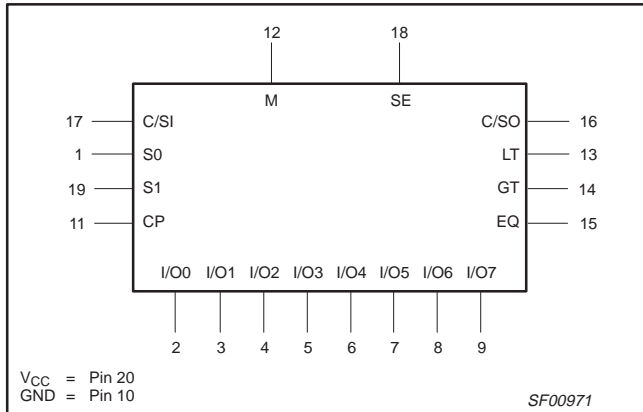 12 18
M SE
17 C/SI C/SO 16
1 S0 LT 13
19 S1 GT 14
11 CP EQ 15
I/O0 I/O1 I/O2 I/O3 I/O4 I/O5 I/O6 I/O7
2 3 4 5 6 7 8 9
VCC = Pin 20
GND = Pin 10
SF00971